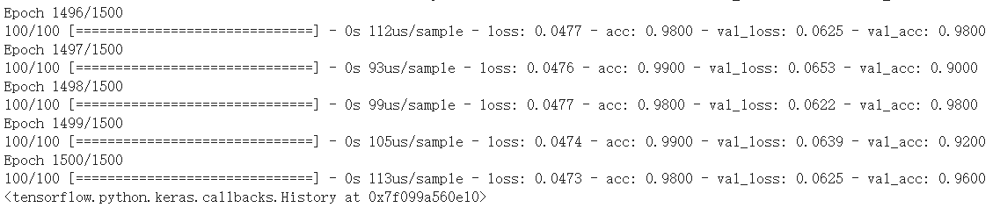 Epoch 1496/1500
100/100 [==============================] - 0s 112us/sample - loss: 0.0477 - acc: 0.9800 - val_loss: 0.0625 - val_acc: 0.9800
Epoch 1497/1500
100/100 [==============================] - 0s 93us/sample - loss: 0.0476 - acc: 0.9900 - val_loss: 0.0653 - val_acc: 0.9000
Epoch 1498/1500
100/100 [==============================] - 0s 99us/sample - loss: 0.0477 - acc: 0.9800 - val_loss: 0.0622 - val_acc: 0.9800
Epoch 1499/1500
100/100 [==============================] - 0s 105us/sample - loss: 0.0474 - acc: 0.9900 - val_loss: 0.0639 - val_acc: 0.9200
Epoch 1500/1500
100/100 [==============================] - 0s 113us/sample - loss: 0.0473 - acc: 0.9800 - val_loss: 0.0625 - val_acc: 0.9600
<tensorflow.python.keras.callbacks.History at 0x7f099a560e10>